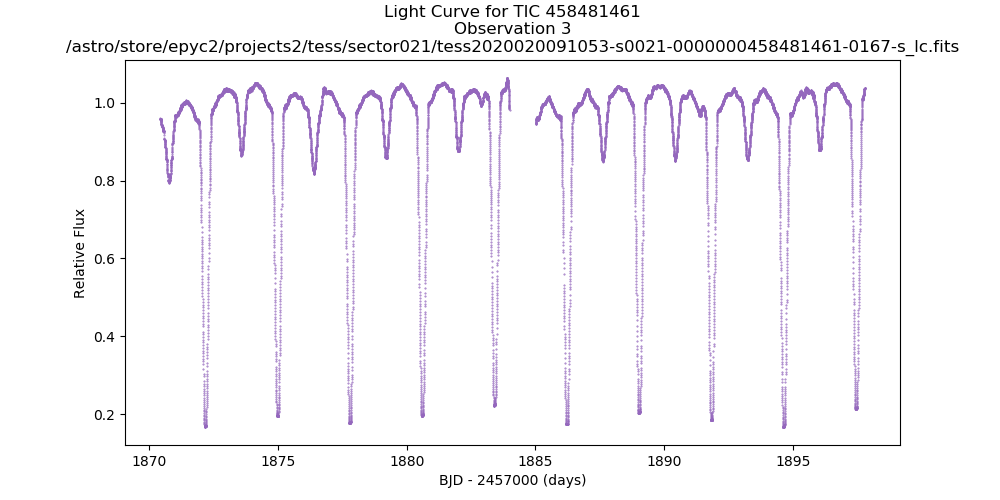 Light Curve for TIC 458481461
Observation 3
/astro/store/epyc2/projects2/tess/sector021/tess2020020091053-s0021-0000000458481461-0167-s_lc.fits
1.0
0.8
0.6
0.4
0.2
Relative Flux
1870 1875 1880 1885 1890 1895
BJD - 2457000 (days)